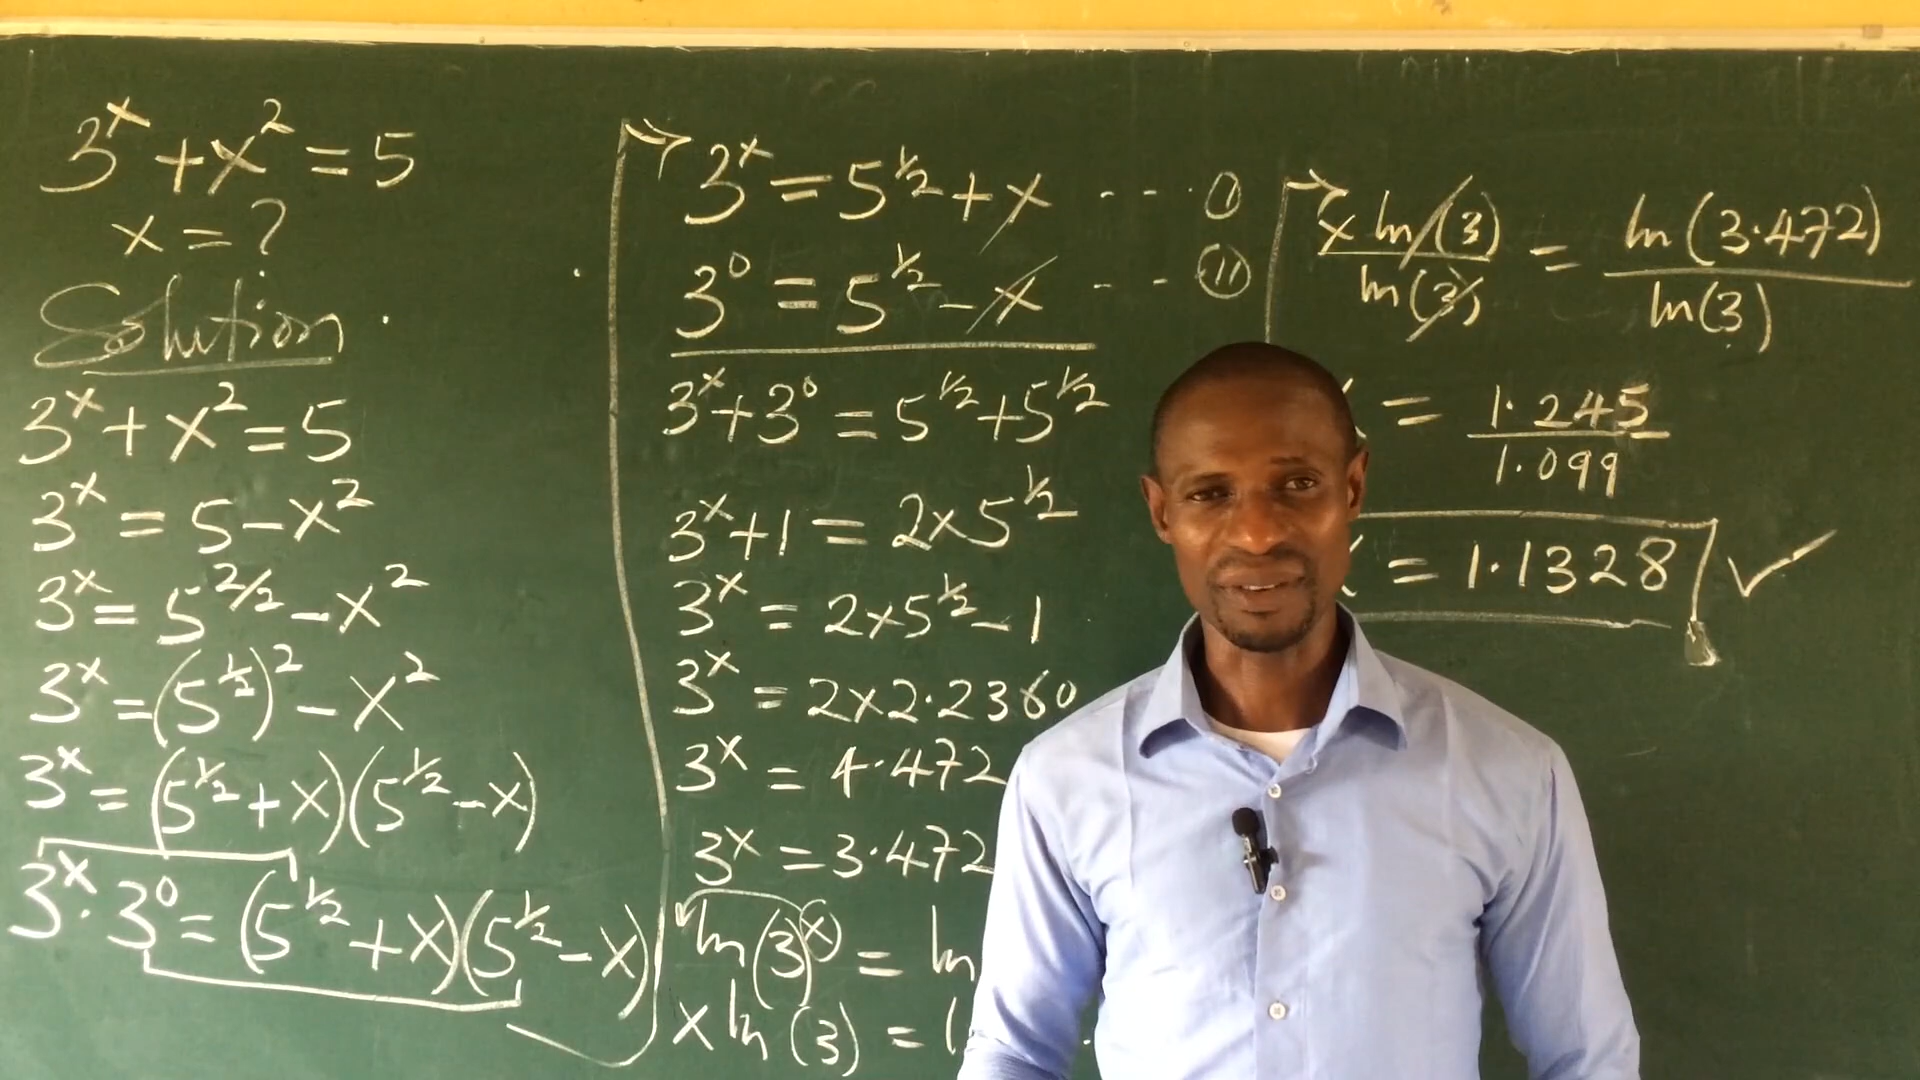 3^x + x^2 = 5
x = ?
Solution
3^x + x^2 = 5
3^x = 5 - x^2
3^x = 5^{2/2} - x^2
3^x = (5^{1/2})^2 - x^2
3^x = (5^{1/2} + x)(5^{1/2} - x)
3^x · 3^0 = (5^{1/2} + x)(5^{1/2} - x)
3^x = 5^{1/2} + x --- (I)
3^0 = 5^{1/2} - x --- (II)
3^x + 3^0 = 5^{1/2} + 5^{1/2}
3^x + 1 = 2 × 5^{1/2}
3^x = 2 × 5^{1/2} - 1
3^x = 2 × 2.2360
3^x = 4.472
3^x = 3.472
ln(3)^x = ln
x ln(3) =
x ln(3) / ln(3) = ln(3.472) / ln(3)
= 1.245 / 1.099
= 1.1328 ✓